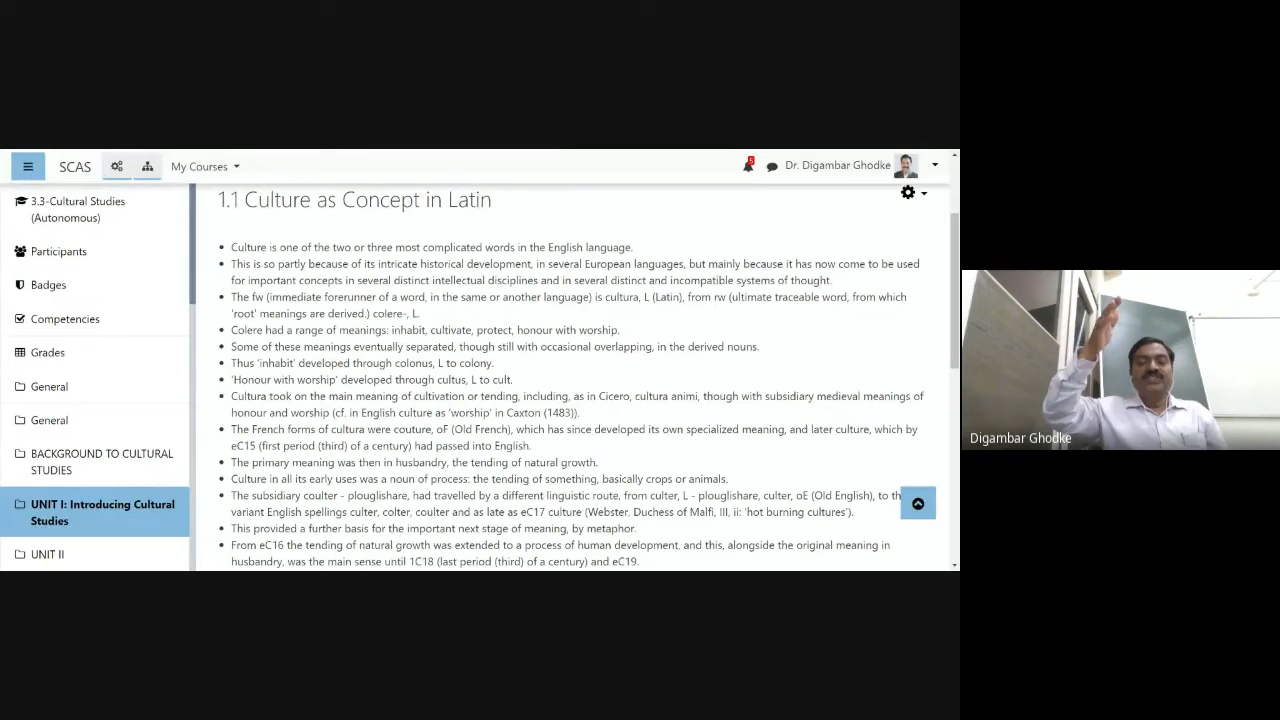 SCAS
My Courses
5
Dr. Digambar Ghodke
3.3-Cultural Studies
(Autonomous)
Participants
Badges
Competencies
Grades
General
General
BACKGROUND TO CULTURAL
STUDIES
UNIT I: Introducing Cultural
Studies
UNIT II
1.1 Culture as Concept in Latin
Culture is one of the two or three most complicated words in the English language.
This is so partly because of its intricate historical development, in several European languages, but mainly because it has now come to be used
for important concepts in several distinct intellectual disciplines and in several distinct and incompatible systems of thought.
The fw (immediate forerunner of a word, in the same or another language) is cultura, L (Latin), from rw (ultimate traceable word, from which
'root' meanings are derived.) colere-, L.
Colere had a range of meanings: inhabit, cultivate, protect, honour with worship.
Some of these meanings eventually separated, though still with occasional overlapping, in the derived nouns.
Thus 'inhabit' developed through colonus, L to colony.
'Honour with worship' developed through cultus, L to cult.
Cultura took on the main meaning of cultivation or tending, including, as in Cicero, cultura animi, though with subsidiary medieval meanings of
honour and worship (cf. in English culture as 'worship' in Caxton (1483)).
The French forms of cultura were couture, oF (Old French), which has since developed its own specialized meaning, and later culture, which by
eC15 (first period (third) of a century) had passed into English.
The primary meaning was then in husbandry, the tending of natural growth.
Culture in all its early uses was a noun of process: the tending of something, basically crops or animals.
The subsidiary coulter - plouglishare, had travelled by a different linguistic route, from culter, L - plouglishare, culter, oE (Old English), to th
variant English spellings culter, colter, coulter and as late as eC17 culture (Webster, Duchess of Malfi, III, ii: 'hot burning cultures').
This provided a further basis for the important next stage of meaning, by metaphor.
From eC16 the tending of natural growth was extended to a process of human development, and this, alongside the original meaning in
husbandry, was the main sense until 1C18 (last period (third) of a century) and eC19.
Digambar Ghodke